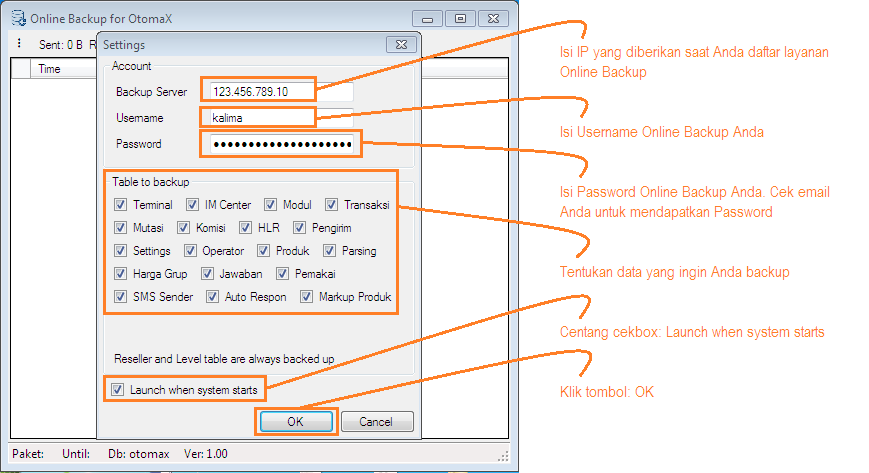 Online Backup for OtomaX
Sent: 0 B R
Time
Settings
Account
Backup Server 123.456.789.10
Username kalima
Password ●●●●●●●●●●●●●●●●●●●●
Table to backup
Terminal IM Center Modul Transaksi
Mutasi Komisi HLR Pengirim
Settings Operator Produk Parsing
Harga Grup Jawaban Pemakai
SMS Sender Auto Respon Markup Produk
Reseller and Level table are always backed up
Launch when system starts
OK Cancel
Paket: Until: Db: otomax Ver: 1.00
Isi IP yang diberikan saat Anda daftar layanan
Online Backup
Isi Username Online Backup Anda
Isi Password Online Backup Anda. Cek email
Anda untuk mendapatkan Password
Tentukan data yang ingin Anda backup
Centang cekbox: Launch when system starts
Klik tombol: OK